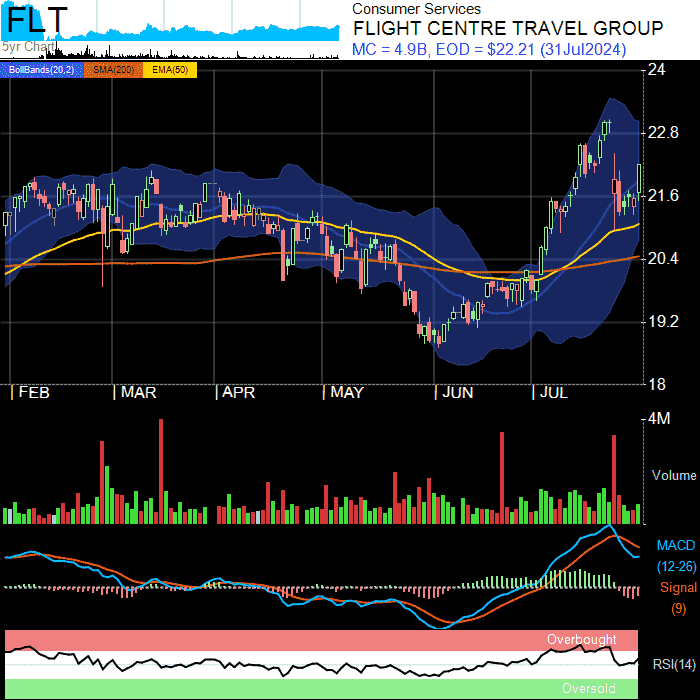 FLT
5yr Chart
Consumer Services
FLIGHT CENTRE TRAVEL GROUP
MC = 4.9B, EOD = $22.21 (31Jul2024)
BollBands(20,2) SMA(200) EMA(50)
24
22.8
21.6
20.4
19.2
18
FEB MAR APR MAY JUN JUL
4M
Volume
MACD
(12-26)
Signal
(9)
Overbought
RSI(14)
Oversold